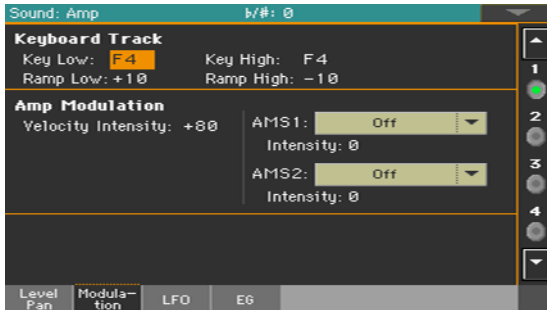 Sound: Amp ♭/#: 0
Keyboard Track
Key Low: F4 Key High: F4
Ramp Low: +10 Ramp High: -10
Amp Modulation
Velocity Intensity: +80
AMS1: Off
Intensity: 0
AMS2: Off
Intensity: 0
1
2
3
4
Level Pan
Modula-tion
LFO
EG